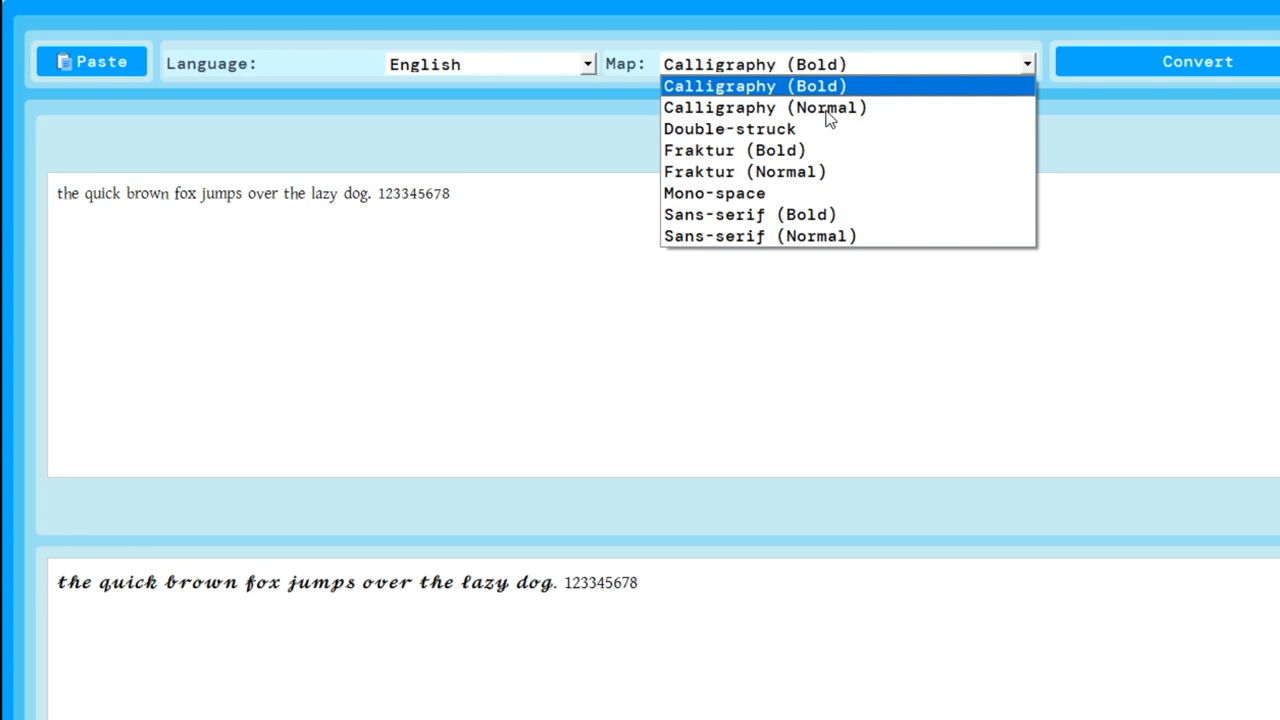 Paste Language: English Map: Calligraphy (Bold) Convert
Calligraphy (Bold)
Calligraphy (Normal)
Double-struck
Fraktur (Bold)
Fraktur (Normal)
Mono-space
Sans-serif (Bold)
Sans-serif (Normal)
the quick brown fox jumps over the lazy dog. 123345678
the quick brown fox jumps over the lazy dog. 123345678